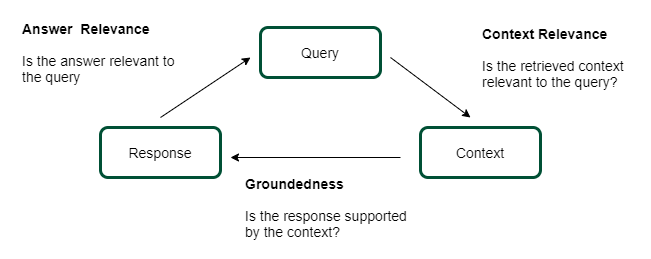 Answer  Relevance
Is the answer relevant to
the query
Query
Context Relevance
Is the retrieved context
relevant to the query?
Response
Context
Groundedness
Is the response supported
by the context?